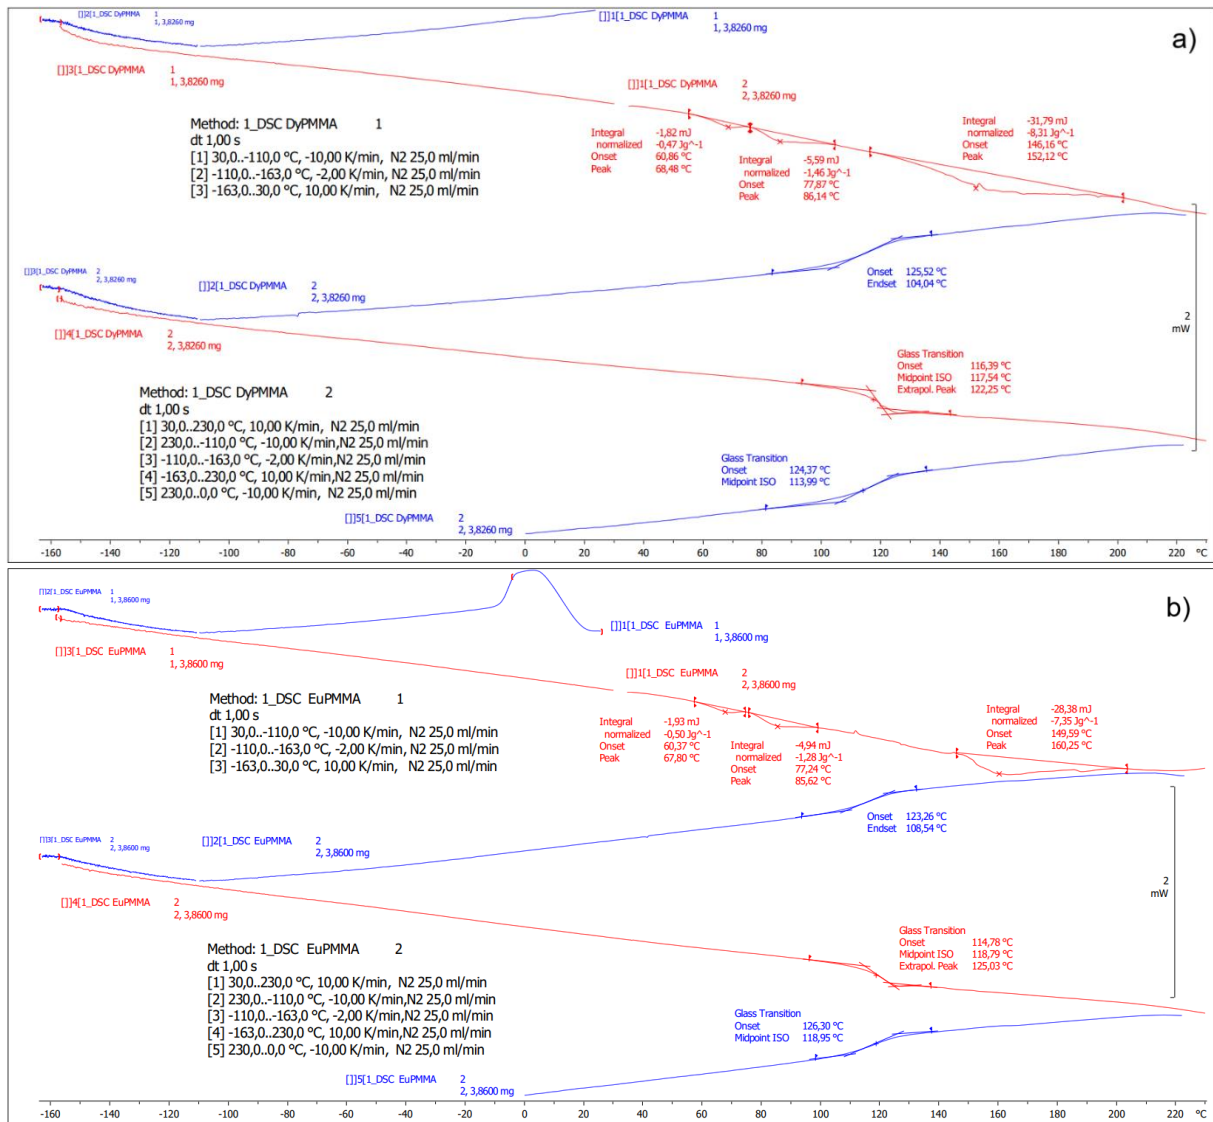 a)
[]]2[1_DSC DyPMMA 1
1, 3,8260 mg
[]]1[1_DSC DyPMMA 1
1, 3,8260 mg
[]]3[1_DSC DyPMMA 1
1, 3,8260 mg
[]]1[1_DSC DyPMMA 2
2, 3,8260 mg
Method: 1_DSC DyPMMA 1
dt 1,00 s
[1] 30,0..-110,0 °C, -10,00 K/min, N2 25,0 ml/min
[2] -110,0..-163,0 °C, -2,00 K/min, N2 25,0 ml/min
[3] -163,0..30,0 °C, 10,00 K/min, N2 25,0 ml/min
Integral -1,82 mJ
normalized -0,47 Jg^-1
Onset 60,86 °C
Peak 68,48 °C
Integral -5,59 mJ
normalized -1,46 Jg^-1
Onset 77,87 °C
Peak 86,14 °C
Integral -31,79 mJ
normalized -8,31 Jg^-1
Onset 146,16 °C
Peak 152,12 °C
[]]3[1_DSC DyPMMA 2
2, 3,8260 mg
[]]2[1_DSC DyPMMA 2
2, 3,8260 mg
Onset 125,52 °C
Endset 104,04 °C
2
mW
[]]4[1_DSC DyPMMA 2
2, 3,8260 mg
Glass Transition
Onset 116,39 °C
Midpoint ISO 117,54 °C
Extrapol. Peak 122,25 °C
Method: 1_DSC DyPMMA 2
dt 1,00 s
[1] 30,0..230,0 °C, 10,00 K/min, N2 25,0 ml/min
[2] 230,0..-110,0 °C, -10,00 K/min,N2 25,0 ml/min
[3] -110,0..-163,0 °C, -2,00 K/min,N2 25,0 ml/min
[4] -163,0..230,0 °C, 10,00 K/min,N2 25,0 ml/min
[5] 230,0..0,0 °C, -10,00 K/min, N2 25,0 ml/min
Glass Transition
Onset 124,37 °C
Midpoint ISO 113,99 °C
[]]5[1_DSC DyPMMA 2
2, 3,8260 mg
-160 -140 -120 -100 -80 -60 -40 -20 0 20 40 60 80 100 120 140 160 180 200 220 °C
b)
[]]2[1_DSC EuPMMA 1
1, 3,8600 mg
[]]1[1_DSC EuPMMA 1
1, 3,8600 mg
[]]3[1_DSC EuPMMA 1
1, 3,8600 mg
[]]1[1_DSC EuPMMA 2
2, 3,8600 mg
Method: 1_DSC EuPMMA 1
dt 1,00 s
[1] 30,0..-110,0 °C, -10,00 K/min, N2 25,0 ml/min
[2] -110,0..-163,0 °C, -2,00 K/min, N2 25,0 ml/min
[3] -163,0..30,0 °C, 10,00 K/min, N2 25,0 ml/min
Integral -1,93 mJ
normalized -0,50 Jg^-1
Onset 60,37 °C
Peak 67,80 °C
Integral -4,94 mJ
normalized -1,28 Jg^-1
Onset 77,24 °C
Peak 85,62 °C
Integral -28,38 mJ
normalized -7,35 Jg^-1
Onset 149,59 °C
Peak 160,25 °C
[]]3[1_DSC EuPMMA 2
2, 3,8600 mg
[]]2[1_DSC EuPMMA 2
2, 3,8600 mg
Onset 123,26 °C
Endset 108,54 °C
2
mW
[]]4[1_DSC EuPMMA 2
2, 3,8600 mg
Glass Transition
Onset 114,78 °C
Midpoint ISO 118,79 °C
Extrapol. Peak 125,03 °C
Method: 1_DSC EuPMMA 2
dt 1,00 s
[1] 30,0..230,0 °C, 10,00 K/min, N2 25,0 ml/min
[2] 230,0..-110,0 °C, -10,00 K/min,N2 25,0 ml/min
[3] -110,0..-163,0 °C, -2,00 K/min,N2 25,0 ml/min
[4] -163,0..230,0 °C, 10,00 K/min,N2 25,0 ml/min
[5] 230,0..0,0 °C, -10,00 K/min, N2 25,0 ml/min
Glass Transition
Onset 126,30 °C
Midpoint ISO 118,95 °C
[]]5[1_DSC EuPMMA 2
2, 3,8600 mg
-160 -140 -120 -100 -80 -60 -40 -20 0 20 40 60 80 100 120 140 160 180 200 220 °C